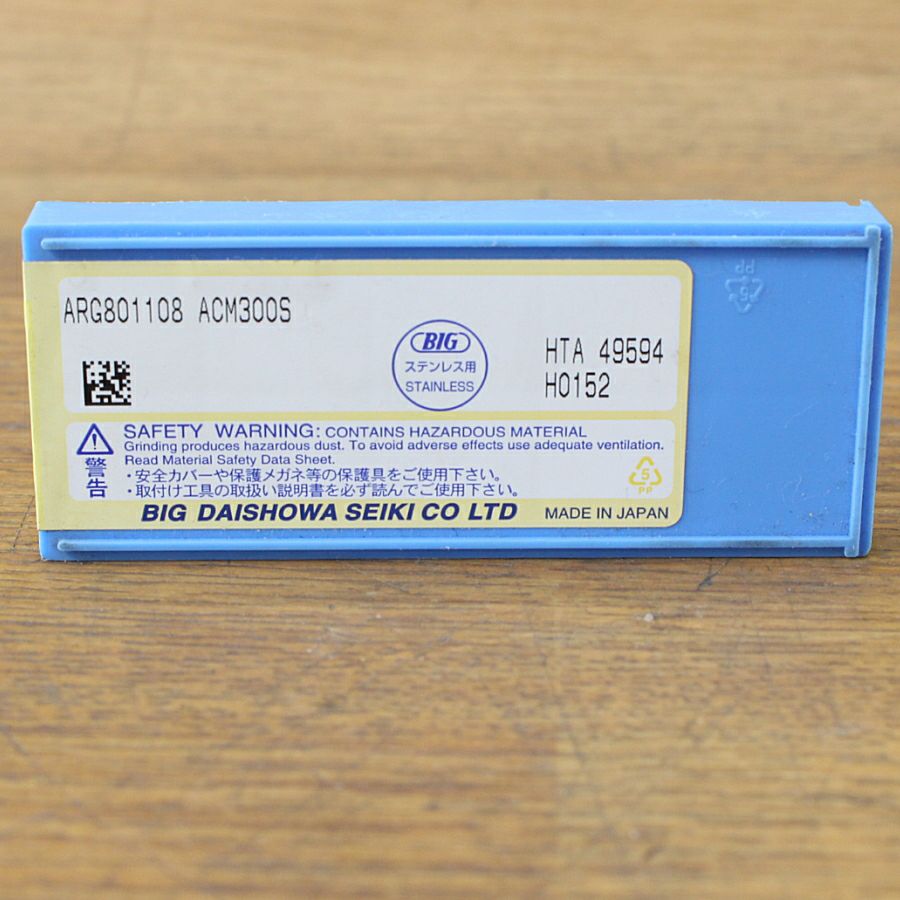 ARG801108 ACM300S
BIG
ステンレス用
STAINLESS
HTA 49594
H0152
SAFETY WARNING: CONTAINS HAZARDOUS MATERIAL
Grinding produces hazardous dust. To avoid adverse effects use adequate ventilation.
Read Material Safety Data Sheet.
警告
・安全カバーや保護メガネ等の保護具をご使用下さい。
・取付け工具の取扱い説明書を必ず読んでご使用下さい。
5
PP
BIG DAISHOWA SEIKI CO LTD MADE IN JAPAN
PP
5